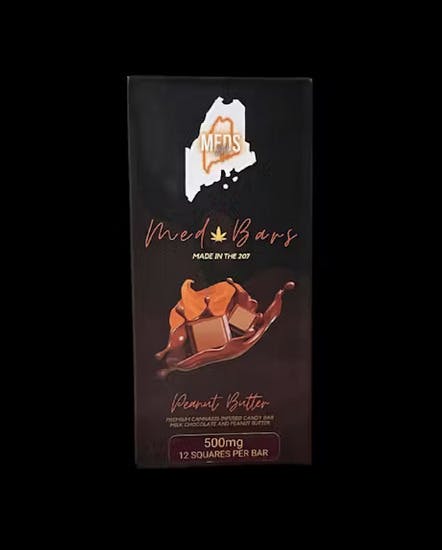 MEDS
Med Bars
MADE IN THE 207
Peanut Butter
PREMIUM CANNABIS-INFUSED CANDY BAR
MILK CHOCOLATE AND PEANUT BUTTER
500mg
12 SQUARES PER BAR